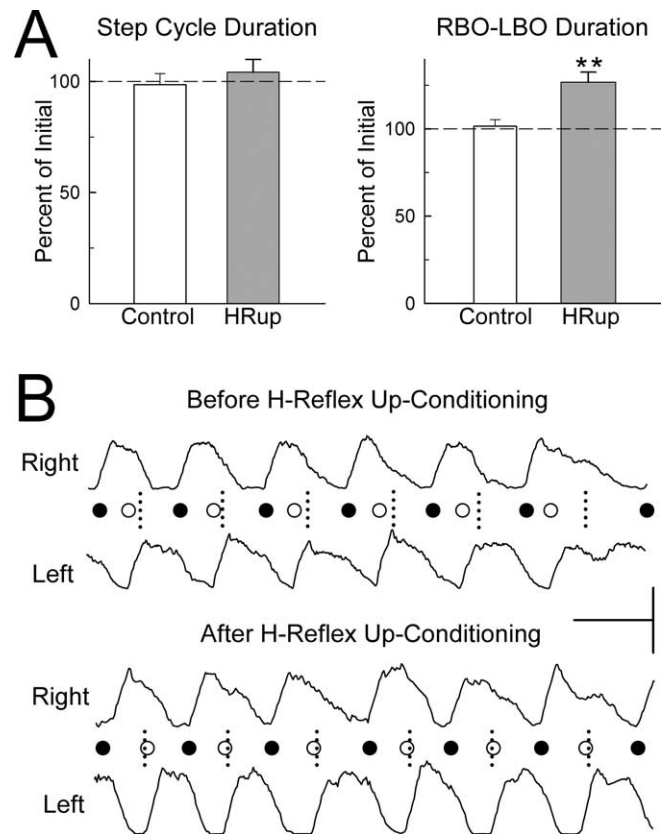 A
Step Cycle Duration
Percent of Initial
100
50
0
Control HRup
RBO-LBO Duration
Percent of Initial
**
100
50
0
Control HRup
B
Before H-Reflex Up-Conditioning
Right
Left
After H-Reflex Up-Conditioning
Right
Left